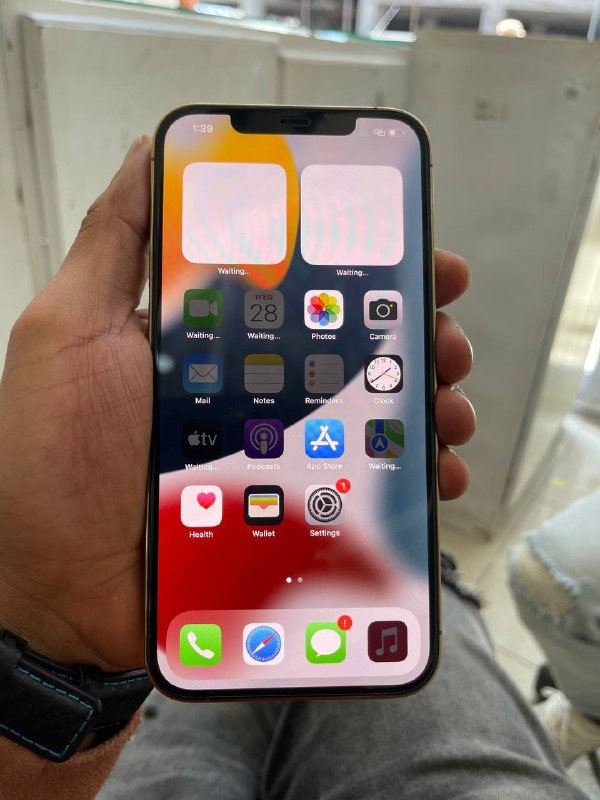 1:39
Waiting...
Waiting...
WED
28
Waiting...
Waiting...
Photos
Camera
Mail
Notes
Reminders
Clock
tv
Waiting...
Podcasts
App Store
Waiting...
Health
Wallet
1
Settings
!